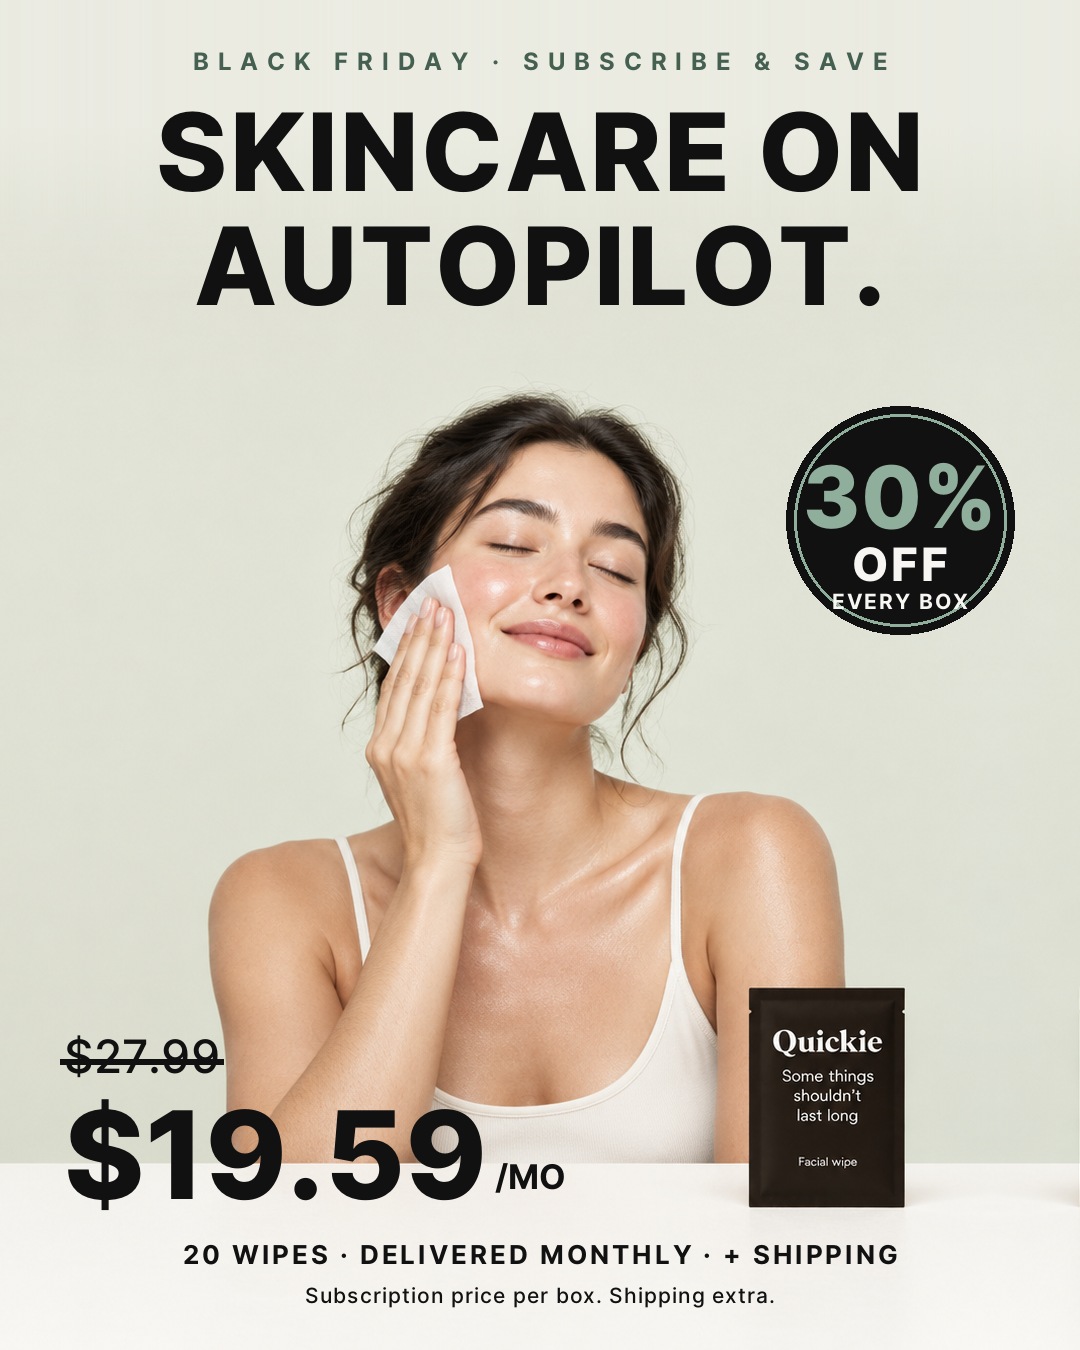 BLACK FRIDAY · SUBSCRIBE & SAVE
SKINCARE ON
AUTOPILOT.
30%
OFF
EVERY BOX
$27.99
$19.59 /MO
Quickie
Some things
shouldn't
last long
Facial wipe
20 WIPES · DELIVERED MONTHLY · + SHIPPING
Subscription price per box. Shipping extra.